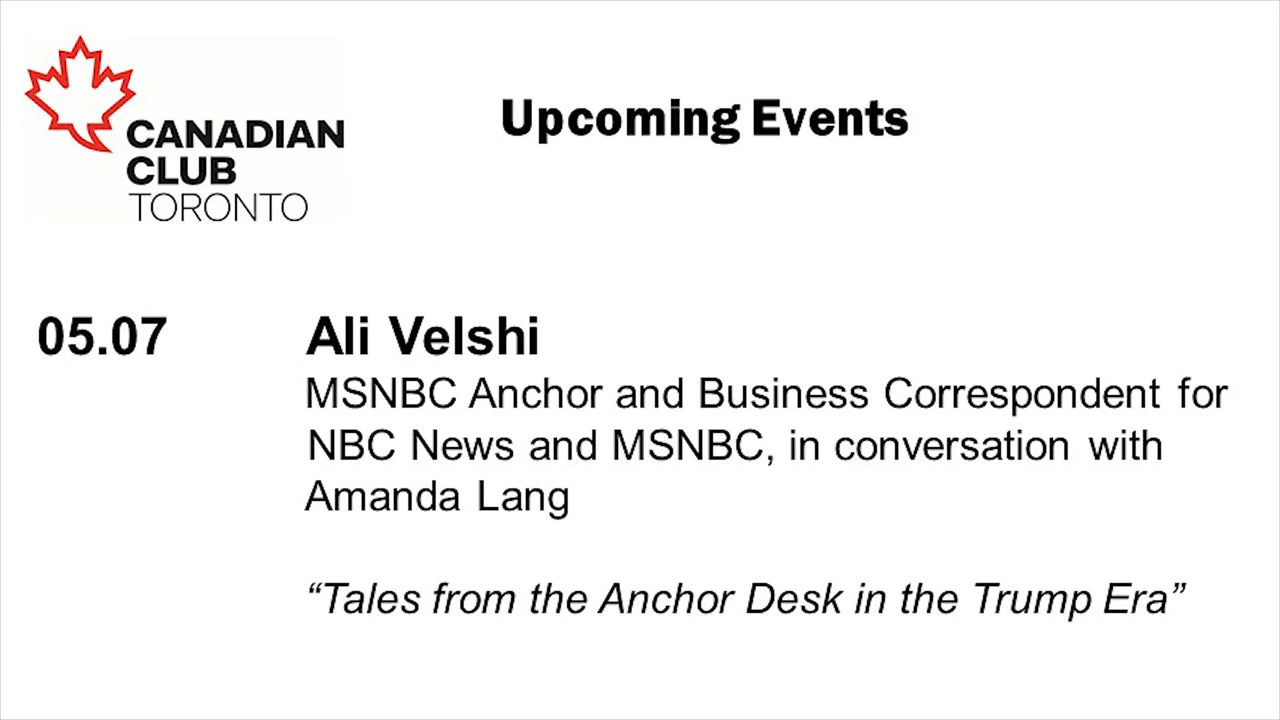 CANADIAN
CLUB
TORONTO
Upcoming Events
05.07
Ali Velshi
MSNBC Anchor and Business Correspondent for
NBC News and MSNBC, in conversation with
Amanda Lang
“Tales from the Anchor Desk in the Trump Era”